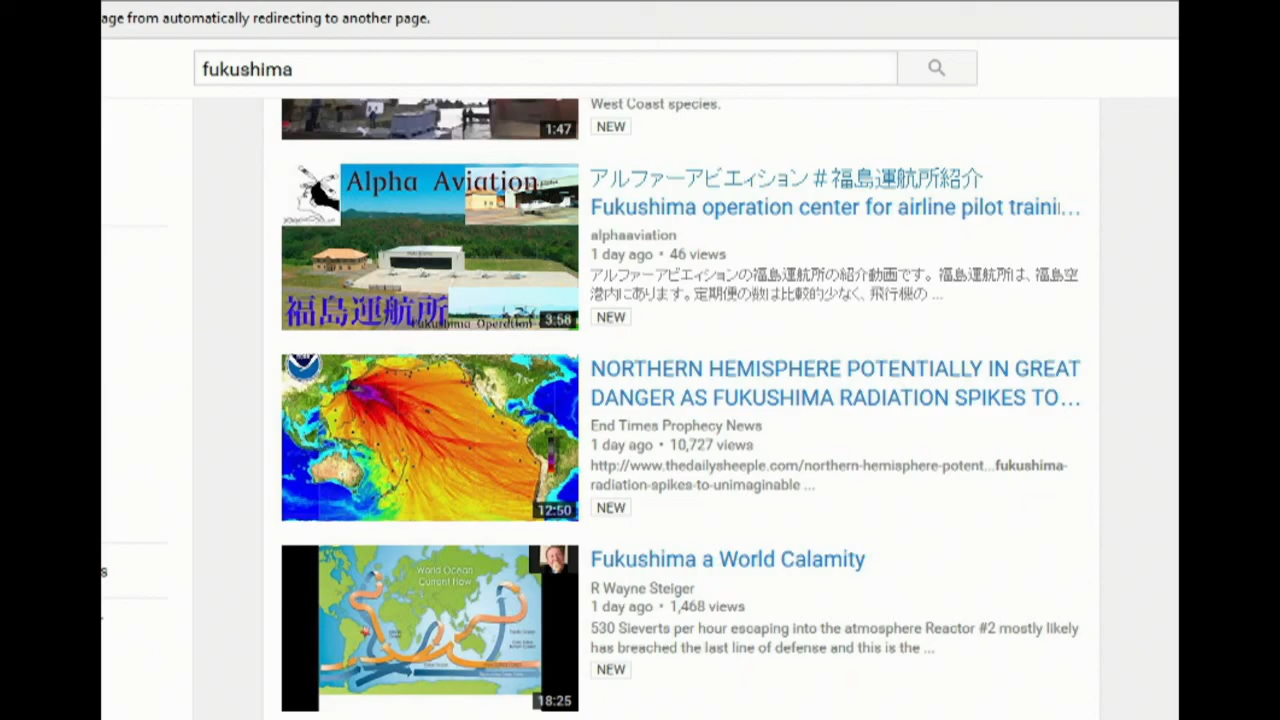 age from automatically redirecting to another page.
fukushima
West Coast species.
1:47
NEW
Alpha Aviation
福島運航所
Fukushima Operation
3:58
アルファーアビエィション＃福島運航所紹介
Fukushima operation center for airline pilot traini...
alphaaviation
1 day ago • 46 views
アルファーアビエィションの福島運航所の紹介動画です。福島運航所は、福島空
港内にあります。定期便の数は比較的少なく、飛行機の ...
NEW
12:50
NORTHERN HEMISPHERE POTENTIALLY IN GREAT
DANGER AS FUKUSHIMA RADIATION SPIKES TO...
End Times Prophecy News
1 day ago • 10,727 views
http://www.thedailysheeple.com/northern-hemisphere-potent...fukushima-
radiation-spikes-to-unimaginable ...
NEW
World Ocean
Current Flow
18:25
Fukushima a World Calamity
R Wayne Steiger
1 day ago • 1,468 views
530 Sieverts per hour escaping into the atmosphere Reactor #2 mostly likely
has breached the last line of defense and this is the ...
NEW
s